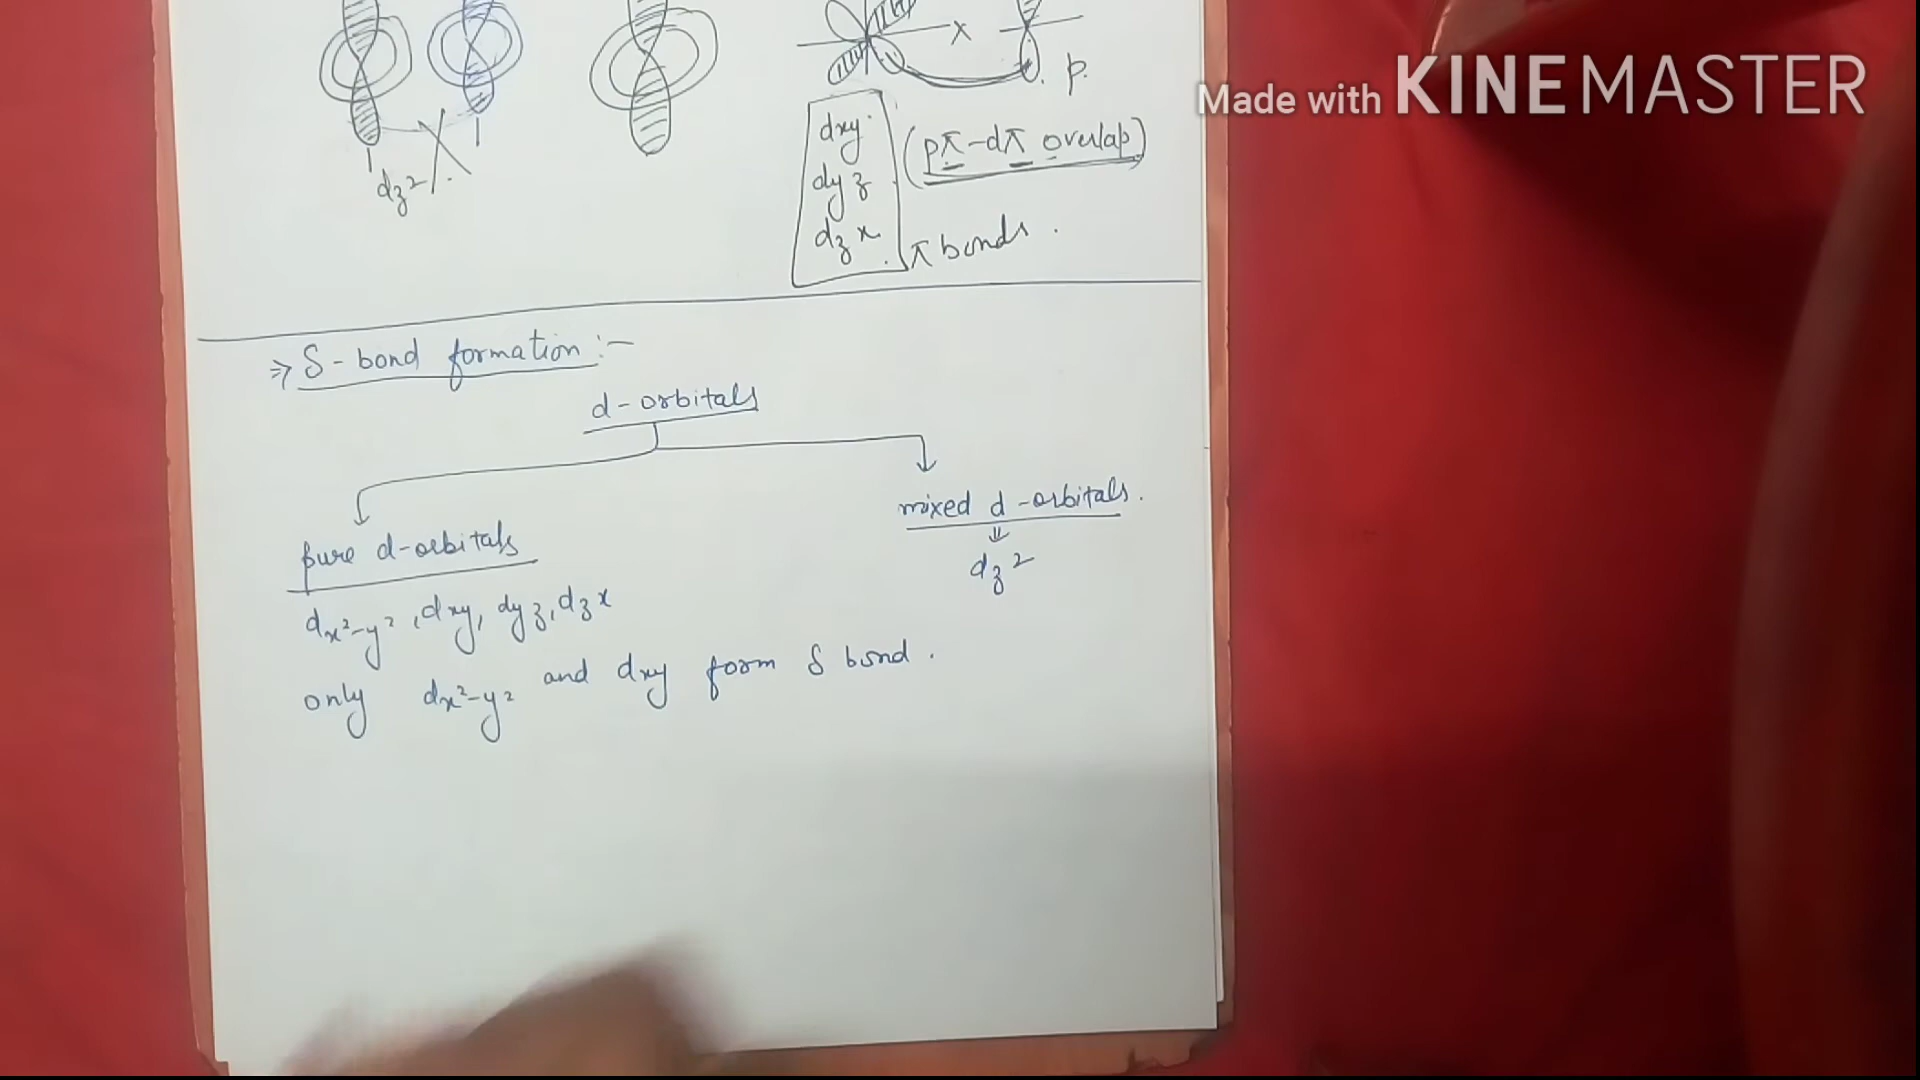 x
p.
Made with KINEMASTER
dz²
dxy
dyz
dzx
(pπ-dπ overlap)
π bonds.
⇒ δ-bond formation :-
d-orbitals
pure d-orbitals
mixed d-orbitals.
⇓
dz²
dx²-y², dxy, dyz, dzx
only dx²-y² and dxy form δ bond.